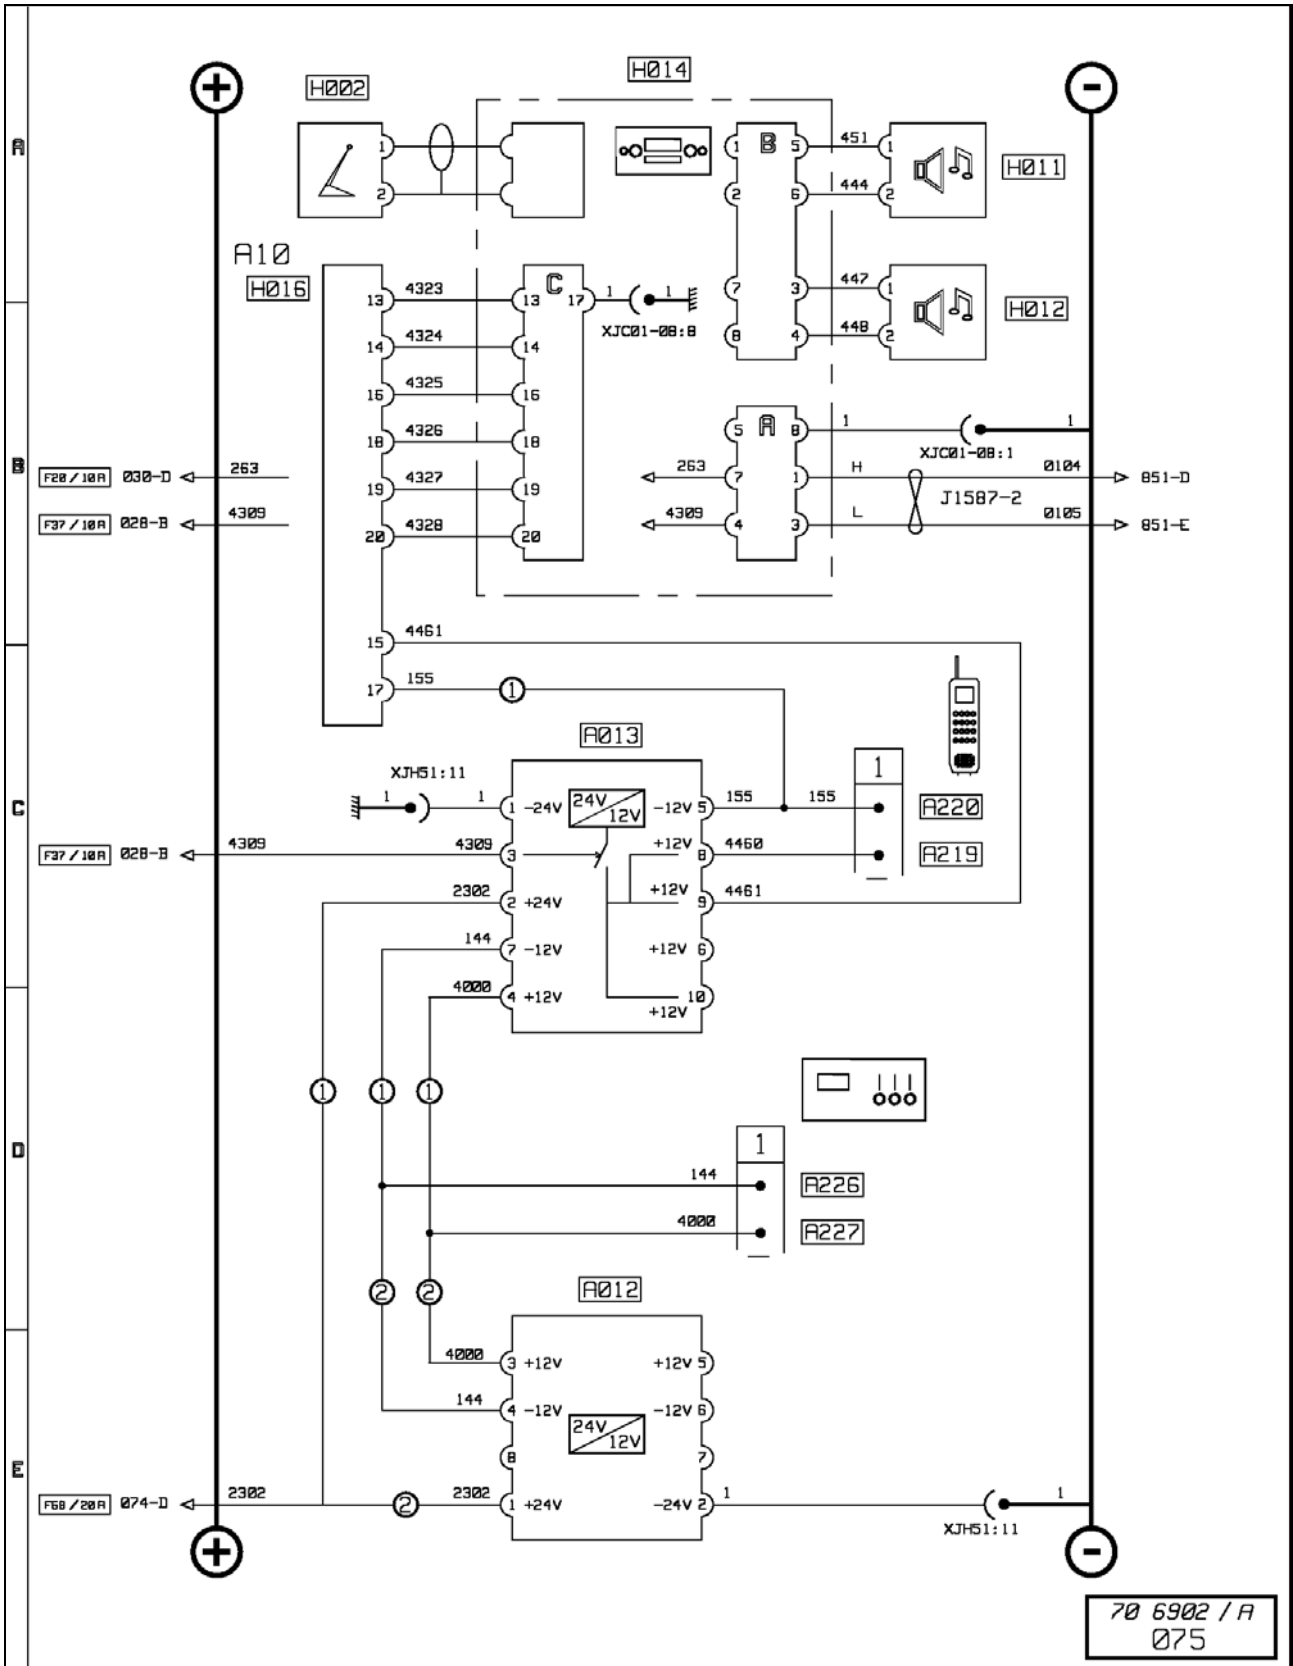 H014
H002
+
-
A
1
2
1
2
B
5
6
451
444
1
2
H011
A10
H016
13
4323
13
C
17
1
1
XJC01-08:8
7
3
447
1
H012
14
4324
14
8
4
448
2
16
4325
16
18
4326
18
5
A
8
1
1
XJC01-08:1
B
F28/10A
030-D
263
19
4327
19
263
7
1
H
0104
851-D
J1587-2
F37/10A
028-B
4309
20
4328
20
4309
4
3
L
0105
851-E
15
4461
17
155
1
A013
XJH51:11
1
C
1
1
1
-24V
24V
12V
-12V
5
155
155
A220
F37/10A
028-B
4309
4309
3
+12V
8
4460
A219
2302
2
+24V
+12V
9
4461
144
7
-12V
+12V
6
4000
4
+12V
10
+12V
1
1
1
D
1
144
A226
4000
A227
2
2
A012
4000
3
+12V
+12V
5
144
4
-12V
24V
12V
-12V
6
E
8
7
F68/20A
074-D
2302
2
2302
1
+24V
-24V
2
1
1
XJH51:11
+
-
70 6902 / A
075